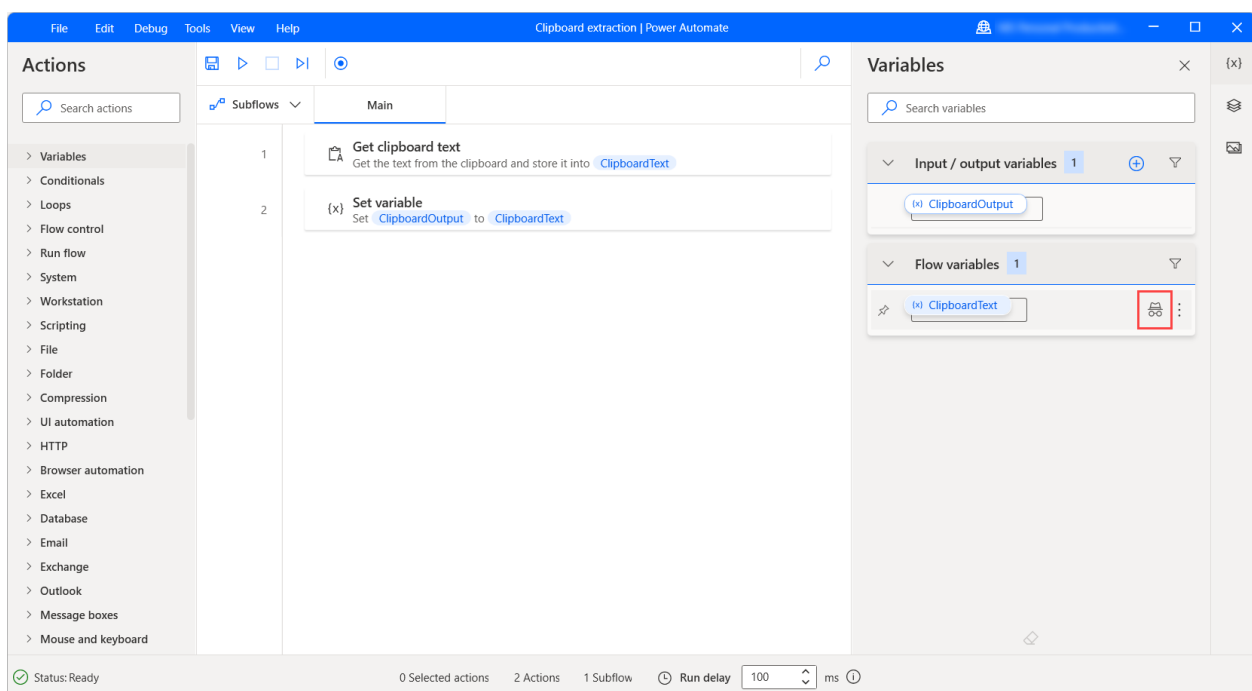 File Edit Debug Tools View Help
Clipboard extraction | Power Automate
Actions
Search actions
Variables
Conditionals
Loops
Flow control
Run flow
System
Workstation
Scripting
File
Folder
Compression
UI automation
HTTP
Browser automation
Excel
Database
Email
Exchange
Outlook
Message boxes
Mouse and keyboard
Subflows
Main
1
Get clipboard text
Get the text from the clipboard and store it into ClipboardText
2
{x} Set variable
Set ClipboardOutput to ClipboardText
Variables
{x}
Search variables
Input / output variables 1
(x) ClipboardOutput
Flow variables 1
(x) ClipboardText
Status: Ready
0 Selected actions
2 Actions
1 Subflow
Run delay
100
ms